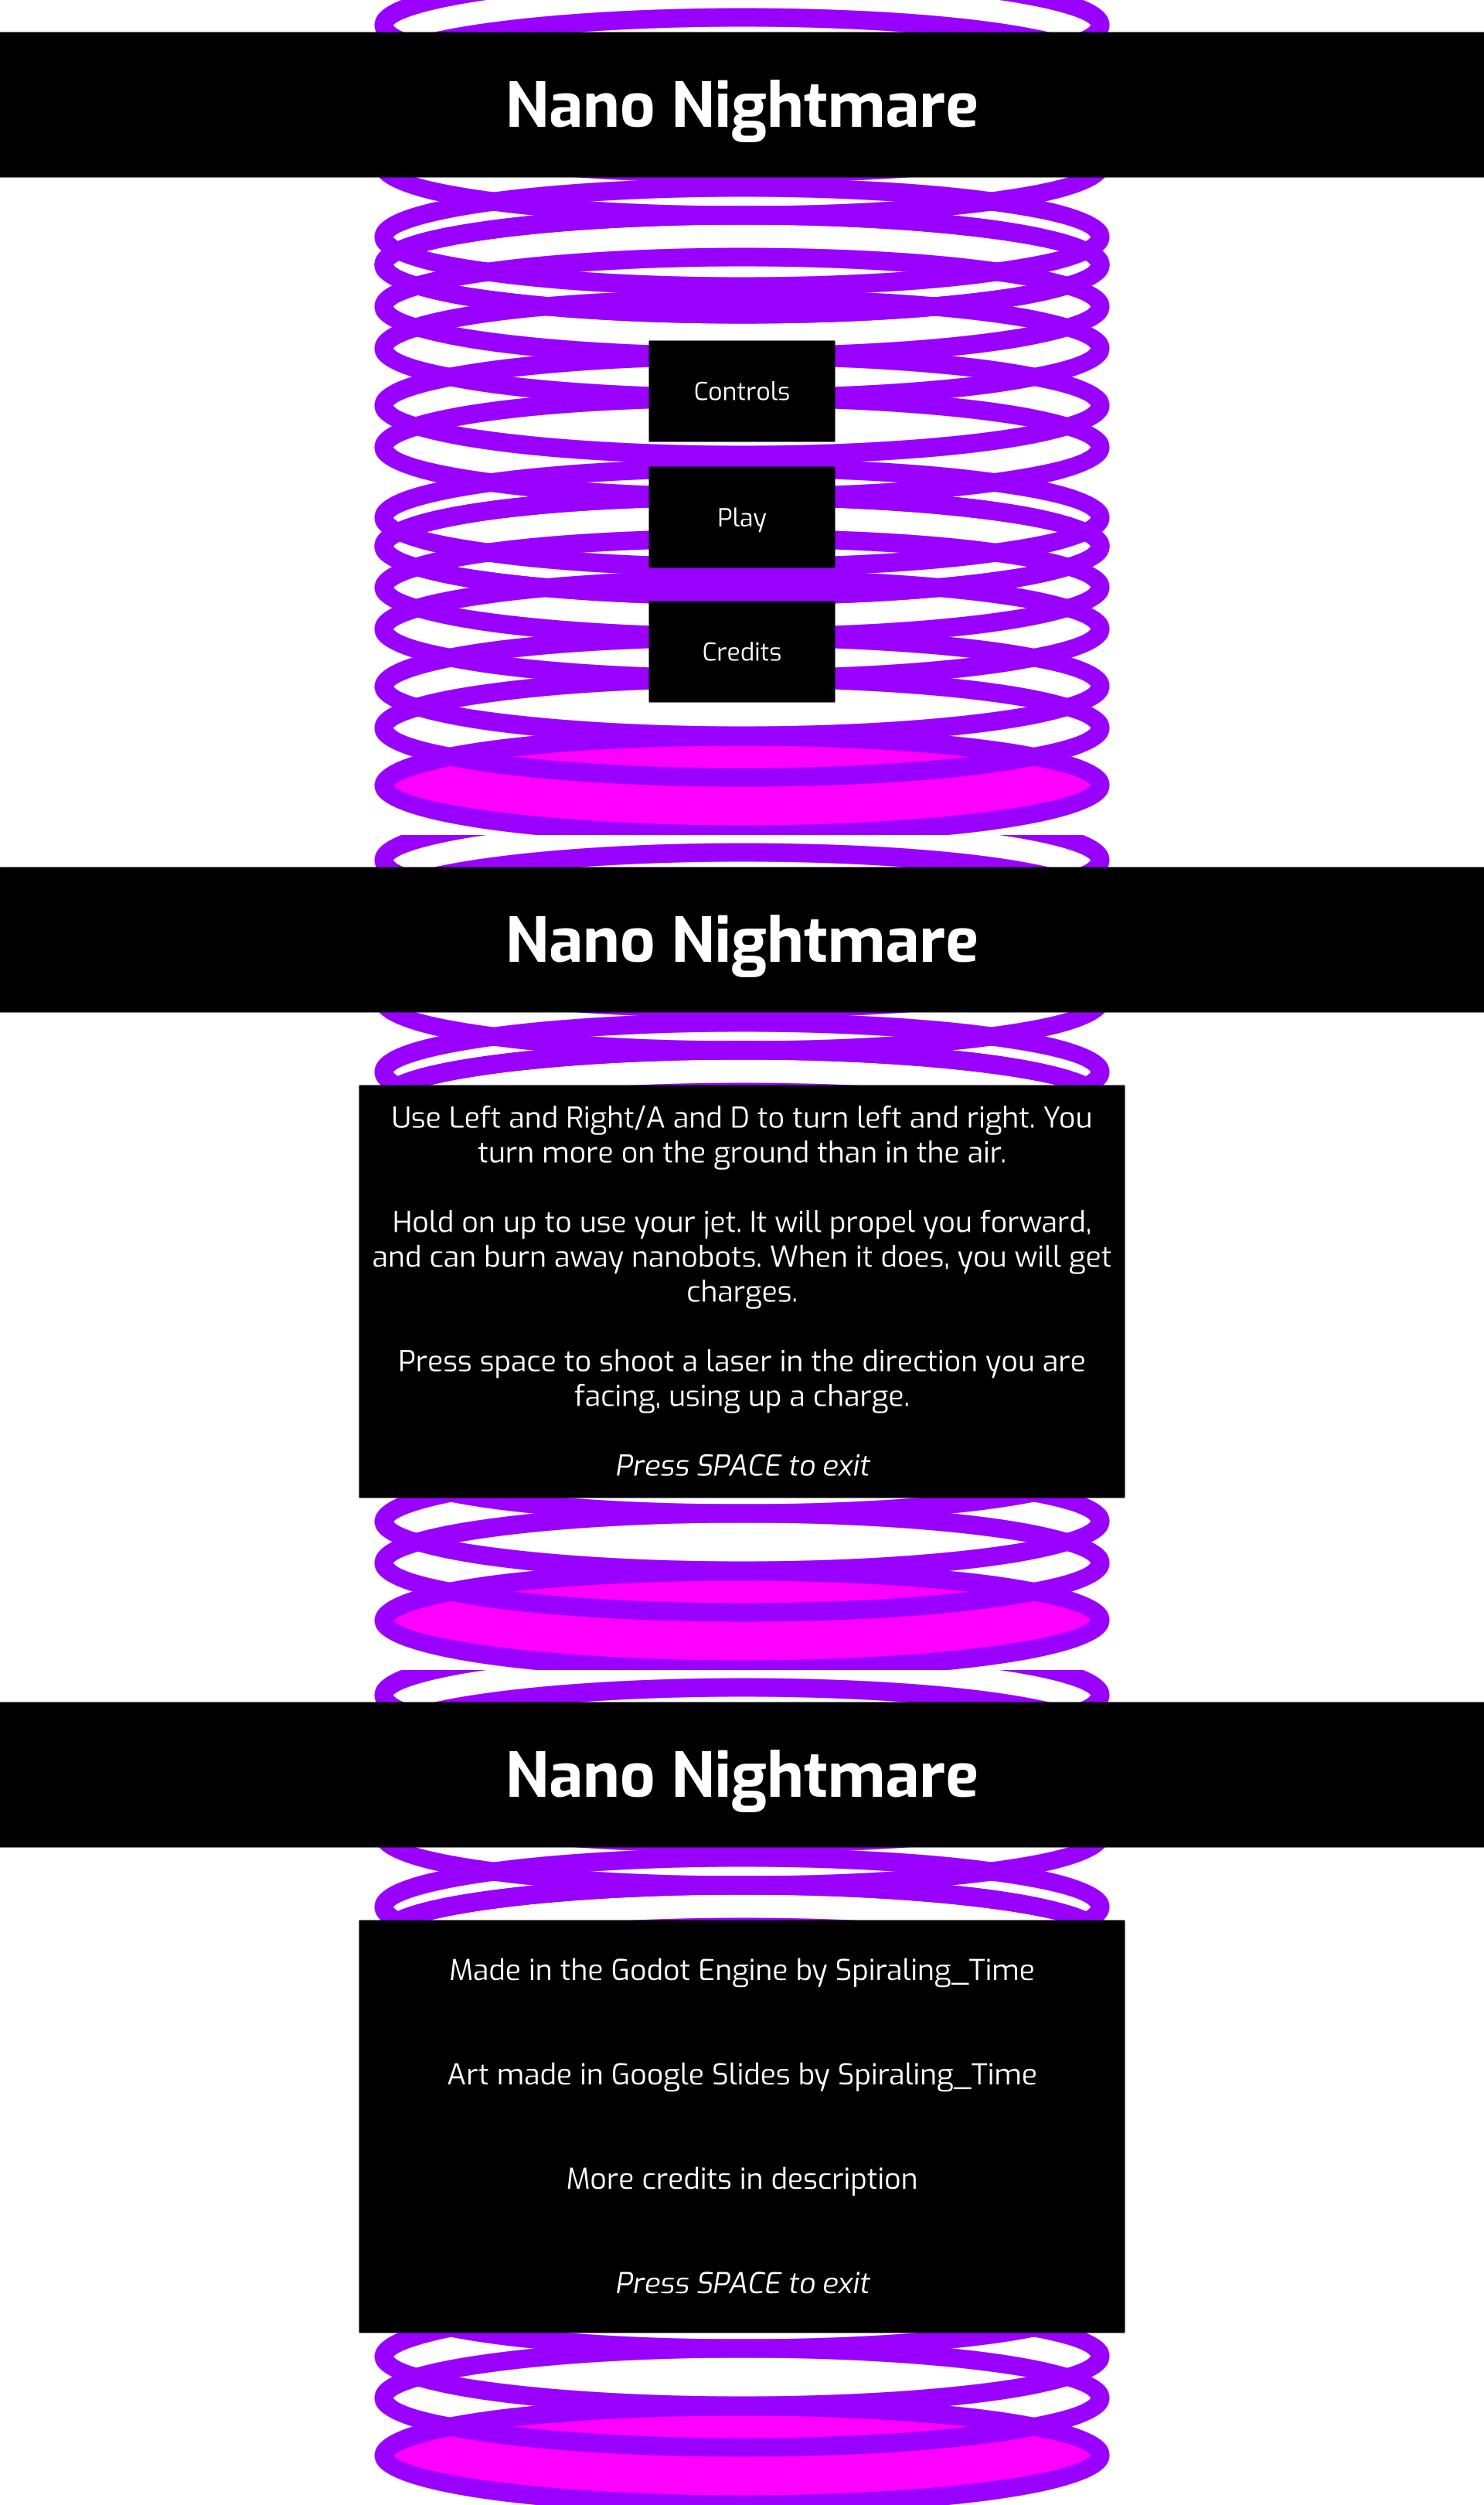 Nano Nightmare
Controls
Play
Credits
Nano Nightmare
Use Left and Right/A and D to turn left and right. You
turn more on the ground than in the air.
Hold on up to use your jet. It will propel you forward,
and can burn away nanobots. When it does, you will get
charges.
Press space to shoot a laser in the direction you are
facing, using up a charge.
Press SPACE to exit
Nano Nightmare
Made in the Godot Engine by Spiraling_Time
Art made in Google Slides by Spiraling_Time
More credits in description
Press SPACE to exit